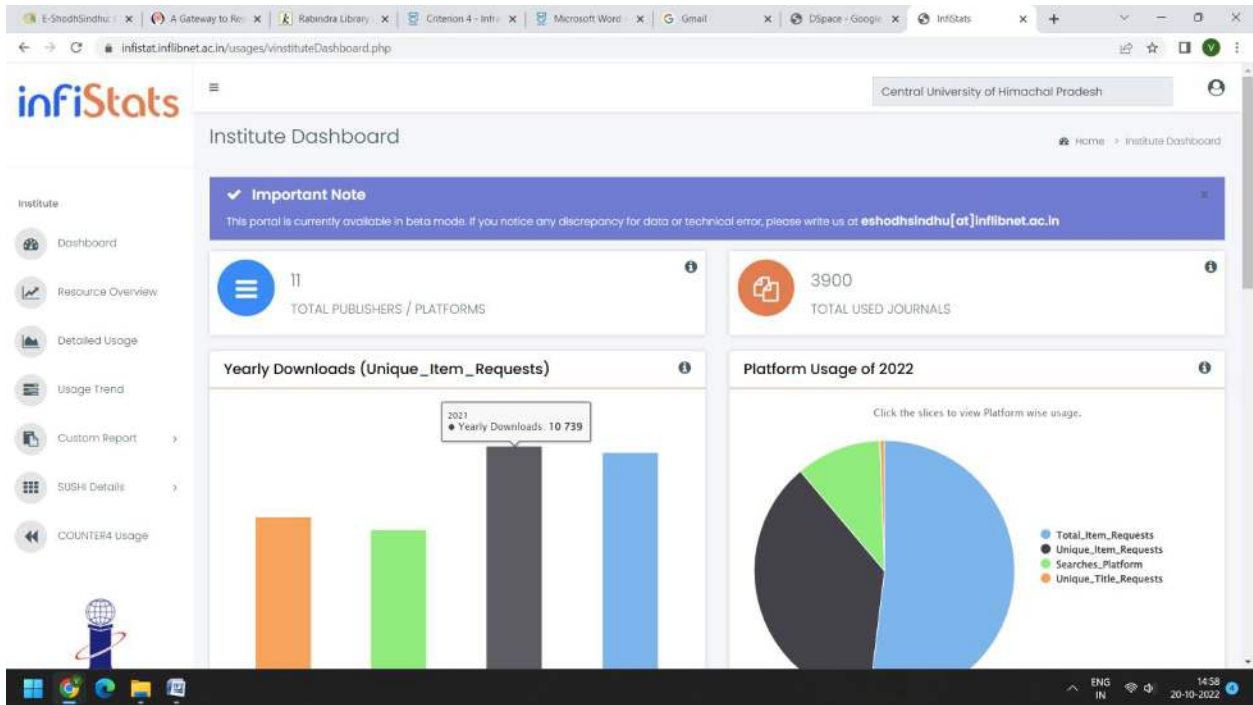 E-ShodhSindhu:
A Gateway to Re
Rabindra Library
Criterion 4 - Infr
Microsoft Word
Gmail
DSpace - Google
InfiStats
infistat.inflibnet.ac.in/usages/vinstituteDashboard.php
V
infiStats
Central University of Himachal Pradesh
Institute Dashboard
Home > Institute Dashboard
Institute
Dashboard
Resource Overview
Detailed Usage
Usage Trend
Custom Report
SUSHI Details
COUNTER4 Usage
Important Note
This portal is currently available in beta mode. If you notice any discrepancy for data or technical error, please write us at eshodhsindhu[at]inflibnet.ac.in
11
TOTAL PUBLISHERS / PLATFORMS
3900
TOTAL USED JOURNALS
Yearly Downloads (Unique_Item_Requests)
2021
● Yearly Downloads: 10 739
Platform Usage of 2022
Click the slices to view Platform wise usage.
Total_Item_Requests
Unique_Item_Requests
Searches_Platform
Unique_Title_Requests
ENG
IN
14:58
20-10-2022
4